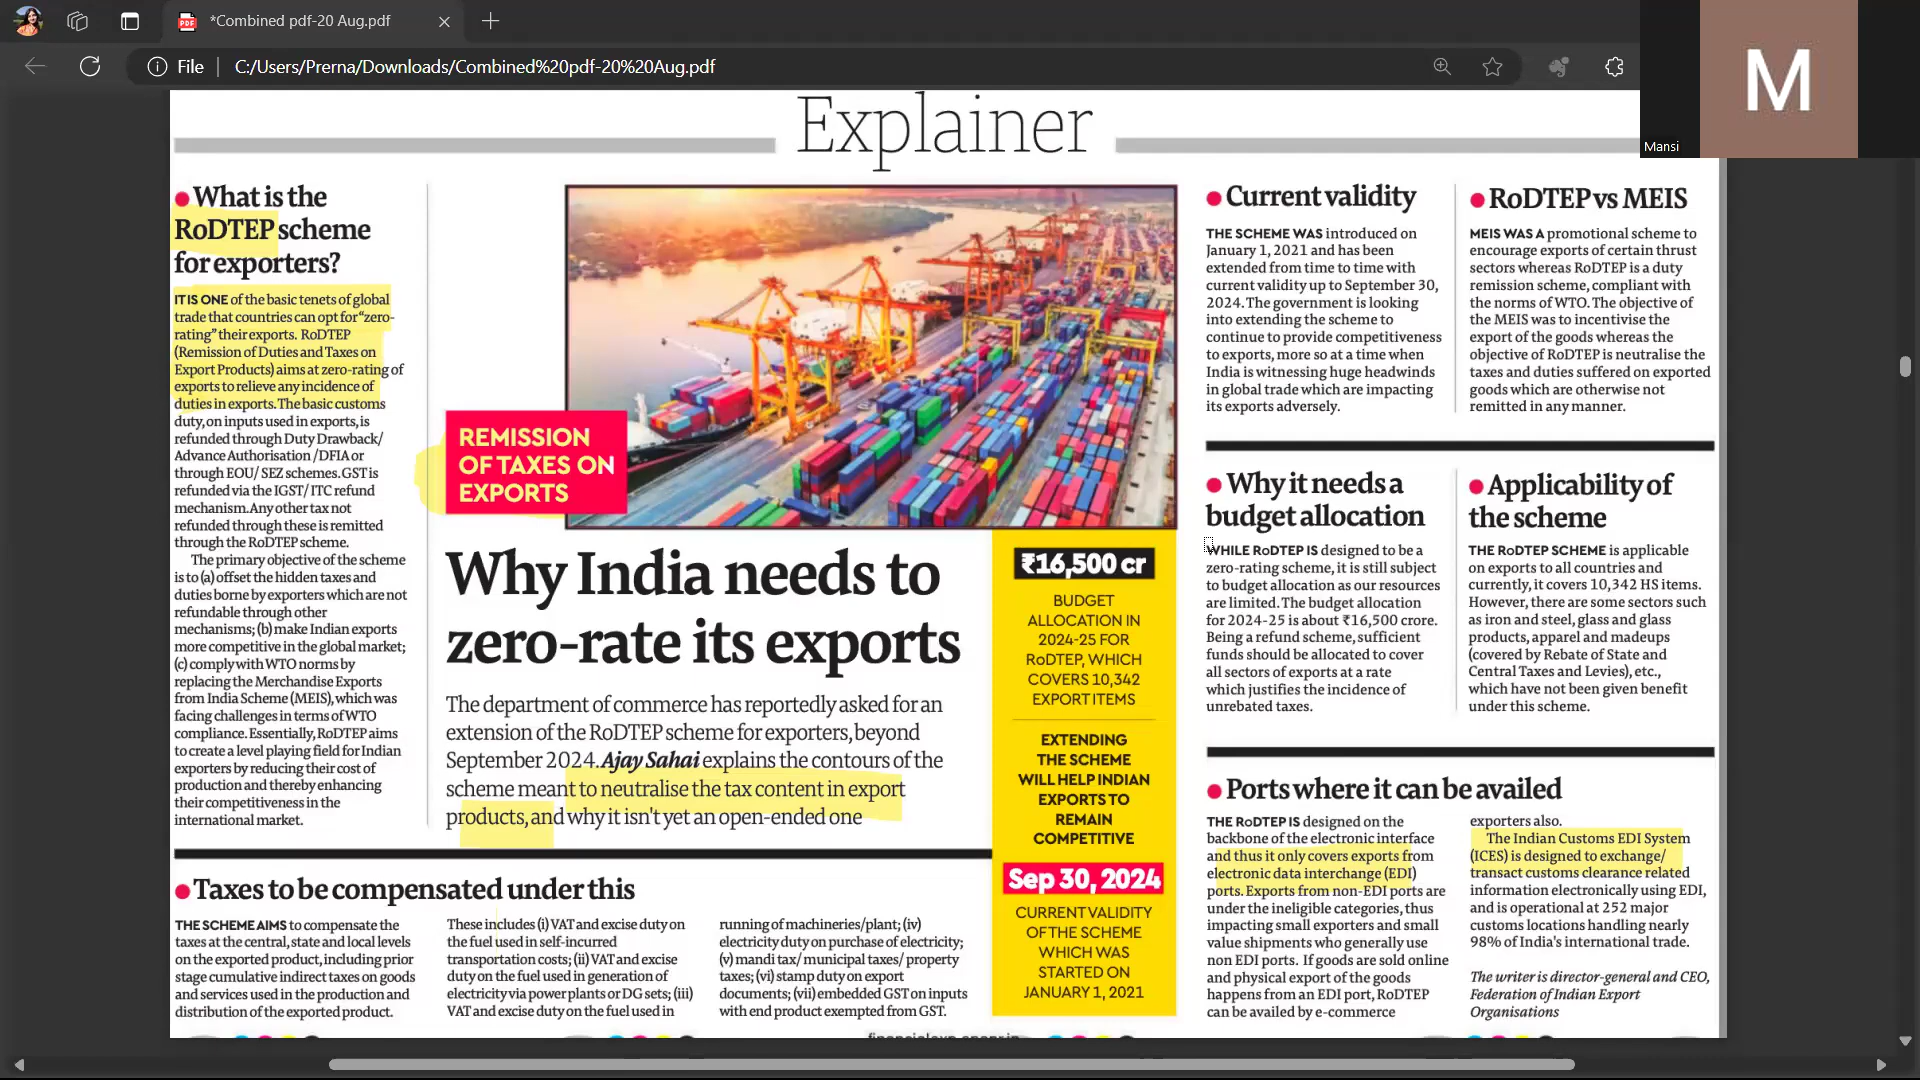 *Combined pdf-20 Aug.pdf
File
C:/Users/Prerna/Downloads/Combined%20pdf-20%20Aug.pdf
M
Mansi
Explainer
What is the
RoDTEP scheme
for exporters?
IT IS ONE of the basic tenets of global
trade that countries can opt for "zero-
rating" their exports. RoDTEP
(Remission of Duties and Taxes on
Export Products) aims at zero-rating of
exports to relieve any incidence of
duties in exports. The basic customs
duty, on inputs used in exports, is
refunded through Duty Drawback/
Advance Authorisation /DFIA or
through EOU/ SEZ schemes. GST is
refunded via the IGST/ ITC refund
mechanism. Any other tax not
refunded through these is remitted
through the RoDTEP scheme.
The primary objective of the scheme
is to (a) offset the hidden taxes and
duties borne by exporters which are not
refundable through other
mechanisms; (b) make Indian exports
more competitive in the global market;
(c) comply with WTO norms by
replacing the Merchandise Exports
from India Scheme (MEIS), which was
facing challenges in terms of WTO
compliance. Essentially, RoDTEP aims
to create a level playing field for Indian
exporters by reducing their cost of
production and thereby enhancing
their competitiveness in the
international market.
REMISSION
OF TAXES ON
EXPORTS
Why India needs to
zero-rate its exports
The department of commerce has reportedly asked for an
extension of the RoDTEP scheme for exporters, beyond
September 2024. Ajay Sahai explains the contours of the
scheme meant to neutralise the tax content in export
products, and why it isn't yet an open-ended one
₹16,500 cr
BUDGET
ALLOCATION IN
2024-25 FOR
RoDTEP, WHICH
COVERS 10,342
EXPORT ITEMS
EXTENDING
THE SCHEME
WILL HELP INDIAN
EXPORTS TO
REMAIN
COMPETITIVE
Sep 30, 2024
CURRENT VALIDITY
OF THE SCHEME
WHICH WAS
STARTED ON
JANUARY 1, 2021
Taxes to be compensated under this
THE SCHEME AIMS to compensate the
taxes at the central, state and local levels
on the exported product, including prior
stage cumulative indirect taxes on goods
and services used in the production and
distribution of the exported product.
These includes (i) VAT and excise duty on
the fuel used in self-incurred
transportation costs; (ii) VAT and excise
duty on the fuel used in generation of
electricity via power plants or DG sets; (iii)
VAT and excise duty on the fuel used in
running of machineries/plant; (iv)
electricity duty on purchase of electricity;
(v) mandi tax/ municipal taxes/ property
taxes; (vi) stamp duty on export
documents; (vii) embedded GST on inputs
with end product exempted from GST.
Current validity
THE SCHEME WAS introduced on
January 1, 2021 and has been
extended from time to time with
current validity up to September 30,
2024. The government is looking
into extending the scheme to
continue to provide competitiveness
to exports, more so at a time when
India is witnessing huge headwinds
in global trade which are impacting
its exports adversely.
RoDTEP vs MEIS
MEIS WAS A promotional scheme to
encourage exports of certain thrust
sectors whereas RoDTEP is a duty
remission scheme, compliant with
the norms of WTO. The objective of
the MEIS was to incentivise the
export of the goods whereas the
objective of RoDTEP is neutralise the
taxes and duties suffered on exported
goods which are otherwise not
remitted in any manner.
Why it needs a
budget allocation
WHILE RoDTEP IS designed to be a
zero-rating scheme, it is still subject
to budget allocation as our resources
are limited. The budget allocation
for 2024-25 is about ₹16,500 crore.
Being a refund scheme, sufficient
funds should be allocated to cover
all sectors of exports at a rate
which justifies the incidence of
unrebated taxes.
Applicability of
the scheme
THE RoDTEP SCHEME is applicable
on exports to all countries and
currently, it covers 10,342 HS items.
However, there are some sectors such
as iron and steel, glass and glass
products, apparel and madeups
(covered by Rebate of State and
Central Taxes and Levies), etc.,
which have not been given benefit
under this scheme.
Ports where it can be availed
THE RoDTEP IS designed on the
backbone of the electronic interface
and thus it only covers exports from
electronic data interchange (EDI)
ports. Exports from non-EDI ports are
under the ineligible categories, thus
impacting small exporters and small
value shipments who generally use
non EDI ports. If goods are sold online
and physical export of the goods
happens from an EDI port, RoDTEP
can be availed by e-commerce
exporters also.
The Indian Customs EDI System
(ICES) is designed to exchange/
transact customs clearance related
information electronically using EDI,
and is operational at 252 major
customs locations handling nearly
98% of India's international trade.
The writer is director-general and CEO,
Federation of Indian Export
Organisations